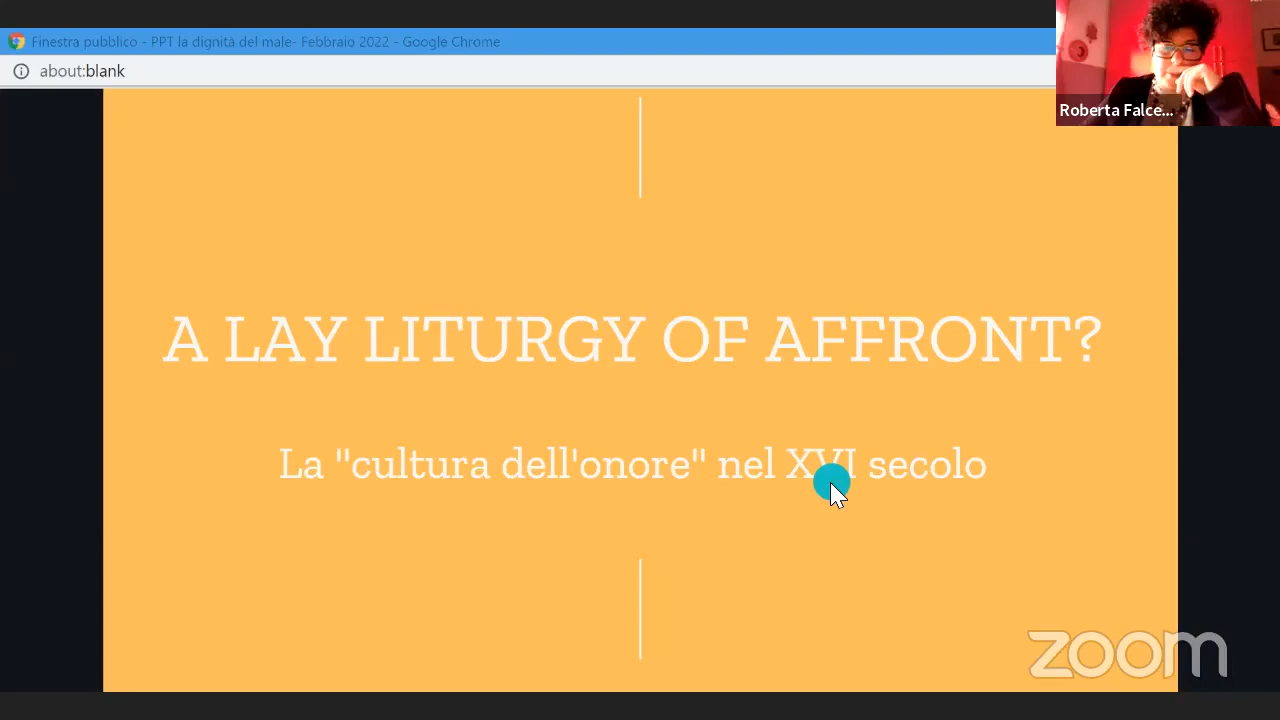 Finestra pubblico - PPT la dignità del male- Febbraio 2022 - Google Chrome
about:blank
Roberta Falce...
A LAY LITURGY OF AFFRONT?
La "cultura dell'onore" nel XVI secolo
zoom